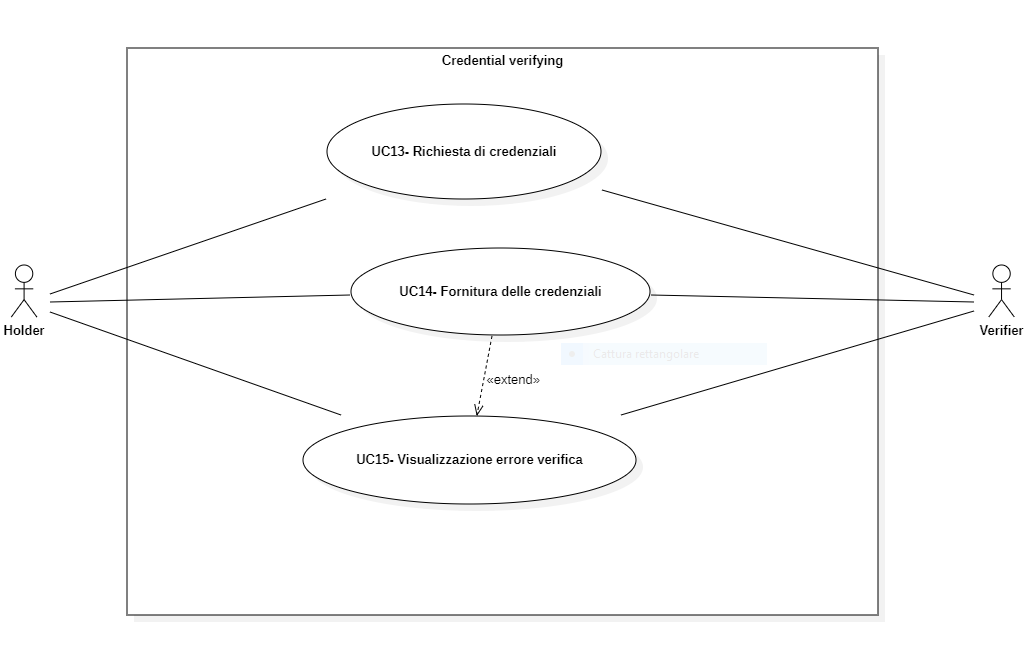 Credential verifying
UC13- Richiesta di credenziali
UC14- Fornitura delle credenziali
Holder
Verifier
Cattura rettangolare
«extend»
UC15- Visualizzazione errore verifica